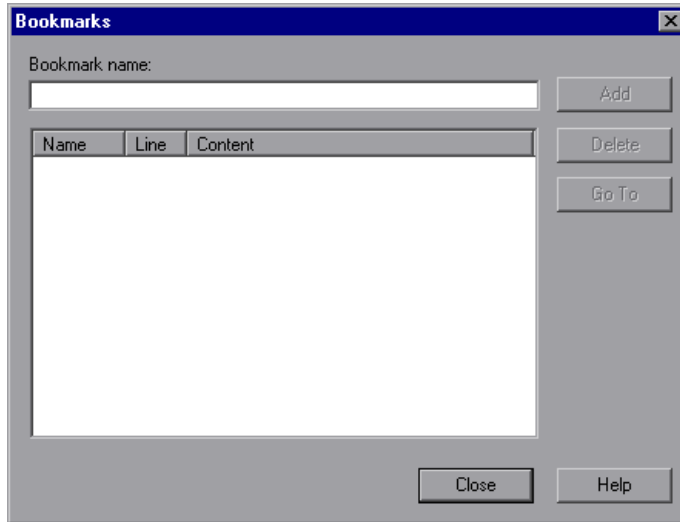 Bookmarks
Bookmark name:
Add
Name Line Content
Delete
Go To
Close Help